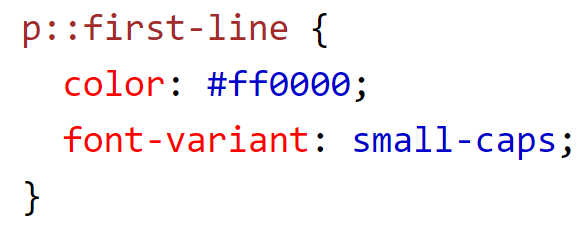 p::first-line {
  color: #ff0000;
  font-variant: small-caps;
}